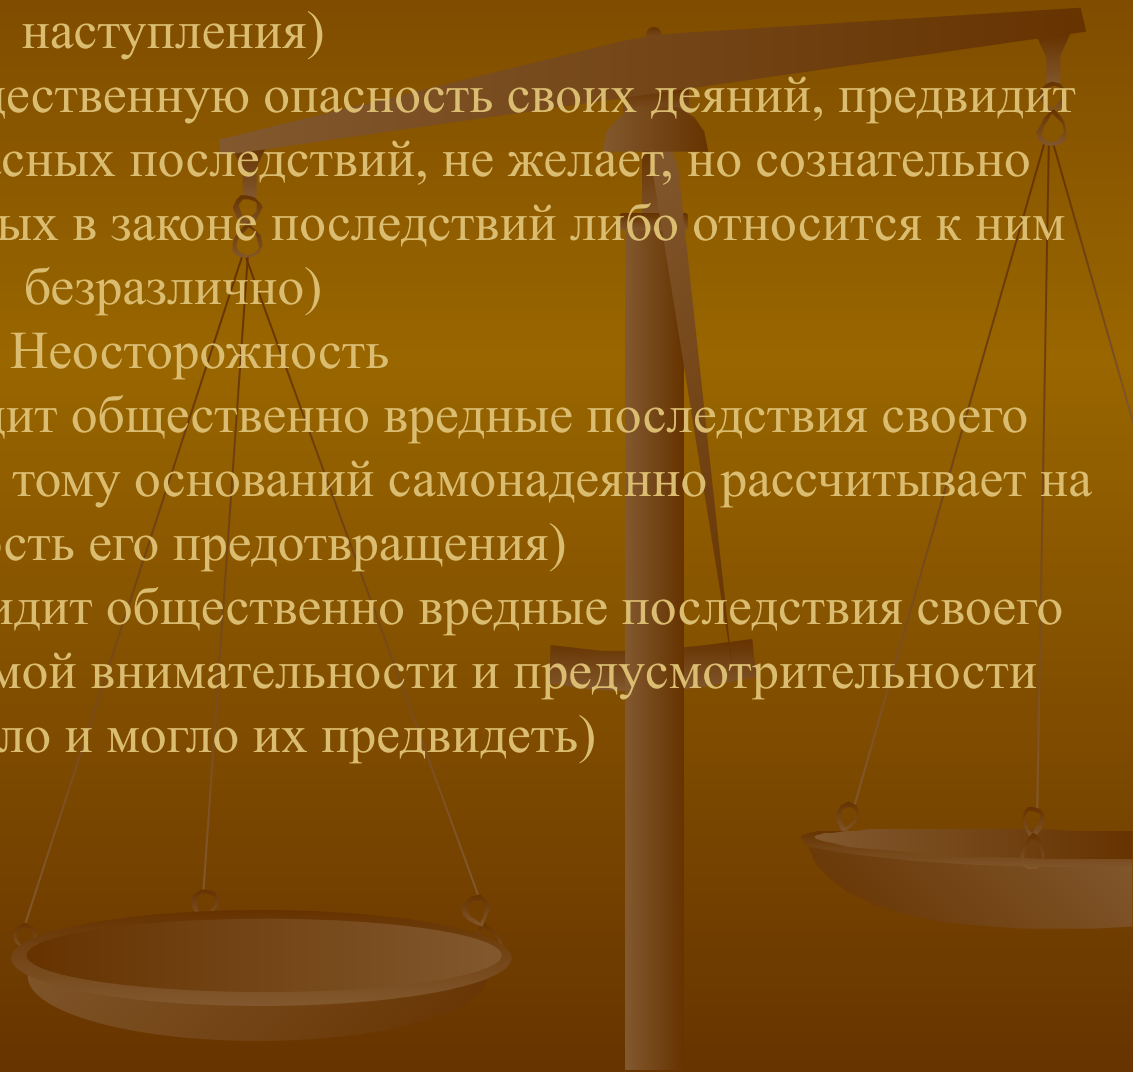 наступления)
щественную опасность своих деяний, предвидит
сных последствий, не желает, но сознательно
ых в законе последствий либо относится к ним
безразлично)
Неосторожность
дит общественно вредные последствия своего
тому оснований самонадеянно рассчитывает на
сть его предотвращения)
идит общественно вредные последствия своего
мой внимательности и предусмотрительности
ло и могло их предвидеть)